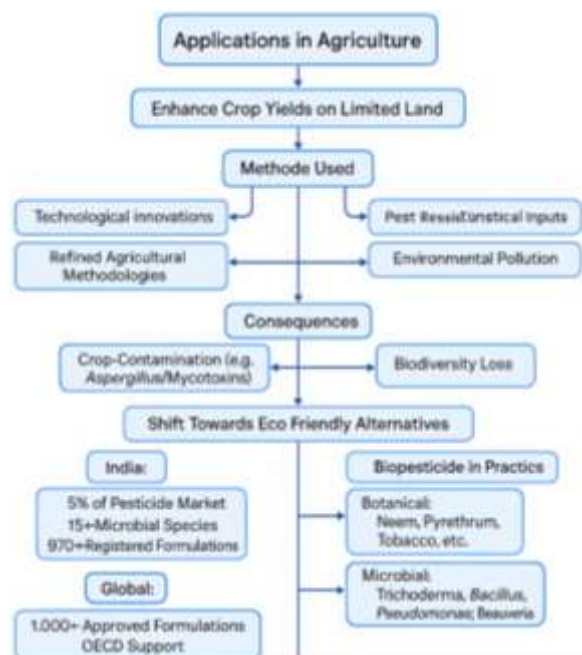 Applications in Agriculture
Enhance Crop Yields on Limited Land
Methode Used
Technological innovations
Pest Inputs
Refined Agricultural
Methodologies
Environmental Pollution
Consequences
Crop-Contamination (e.g.
Aspergillus/Mycotoxins)
Biodiversity Loss
Shift Towards Eco Friendly Alternatives
India:
5% of Pesticide Market
15+Microbial Species
970+Registered Formulations
Global:
1.000+ Approved Formulations
OECD Support
Biopesticide in Practics
Botanical:
Neem, Pyrethrum,
Tobacco, etc.
Microbial:
Trichoderma, Bacillus,
Pseudomonas; Beauveria